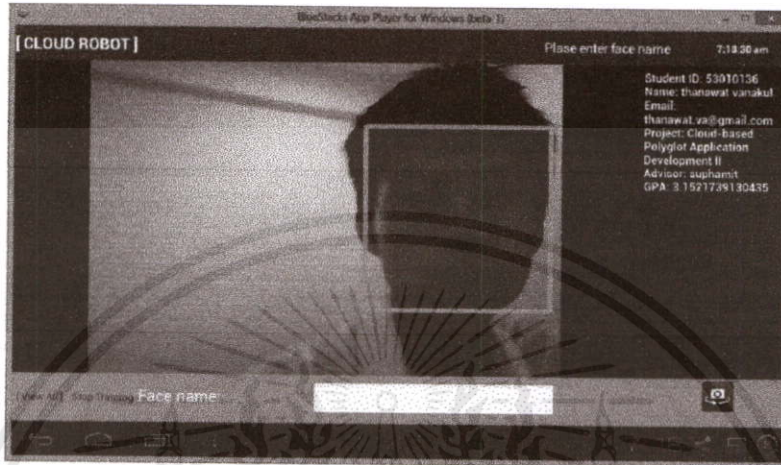 BlueStacks App Player for Windows (beta 1)
[ CLOUD ROBOT ]
Plase enter face name
7:18:30 am
Student ID: 53010136
Name: thanawat vanakul
Email:
thanawat.va@gmail.com
Project: Cloud-based
Polyglot Application
Development II
Advisor: suphamit
GPA: 3.1521739130435
[View All]
Face name